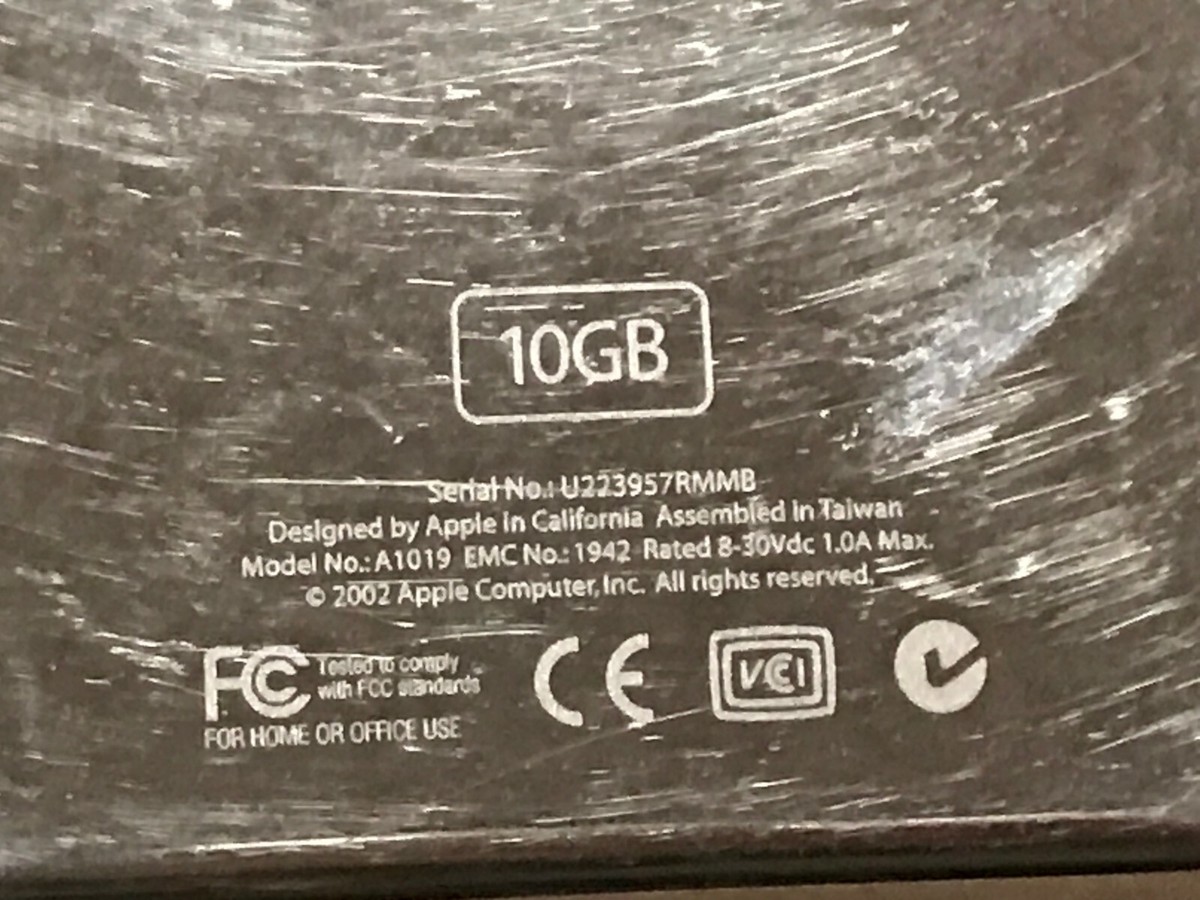 10GB
Serial No.: U223957RMMB
Designed by Apple in California Assembled in Taiwan
Model No.: A1019 EMC No.: 1942 Rated 8-30Vdc 1.0A Max.
© 2002 Apple Computer, Inc. All rights reserved.
FC Tested to comply
with FCC standards
FOR HOME OR OFFICE USE
CE
VCI